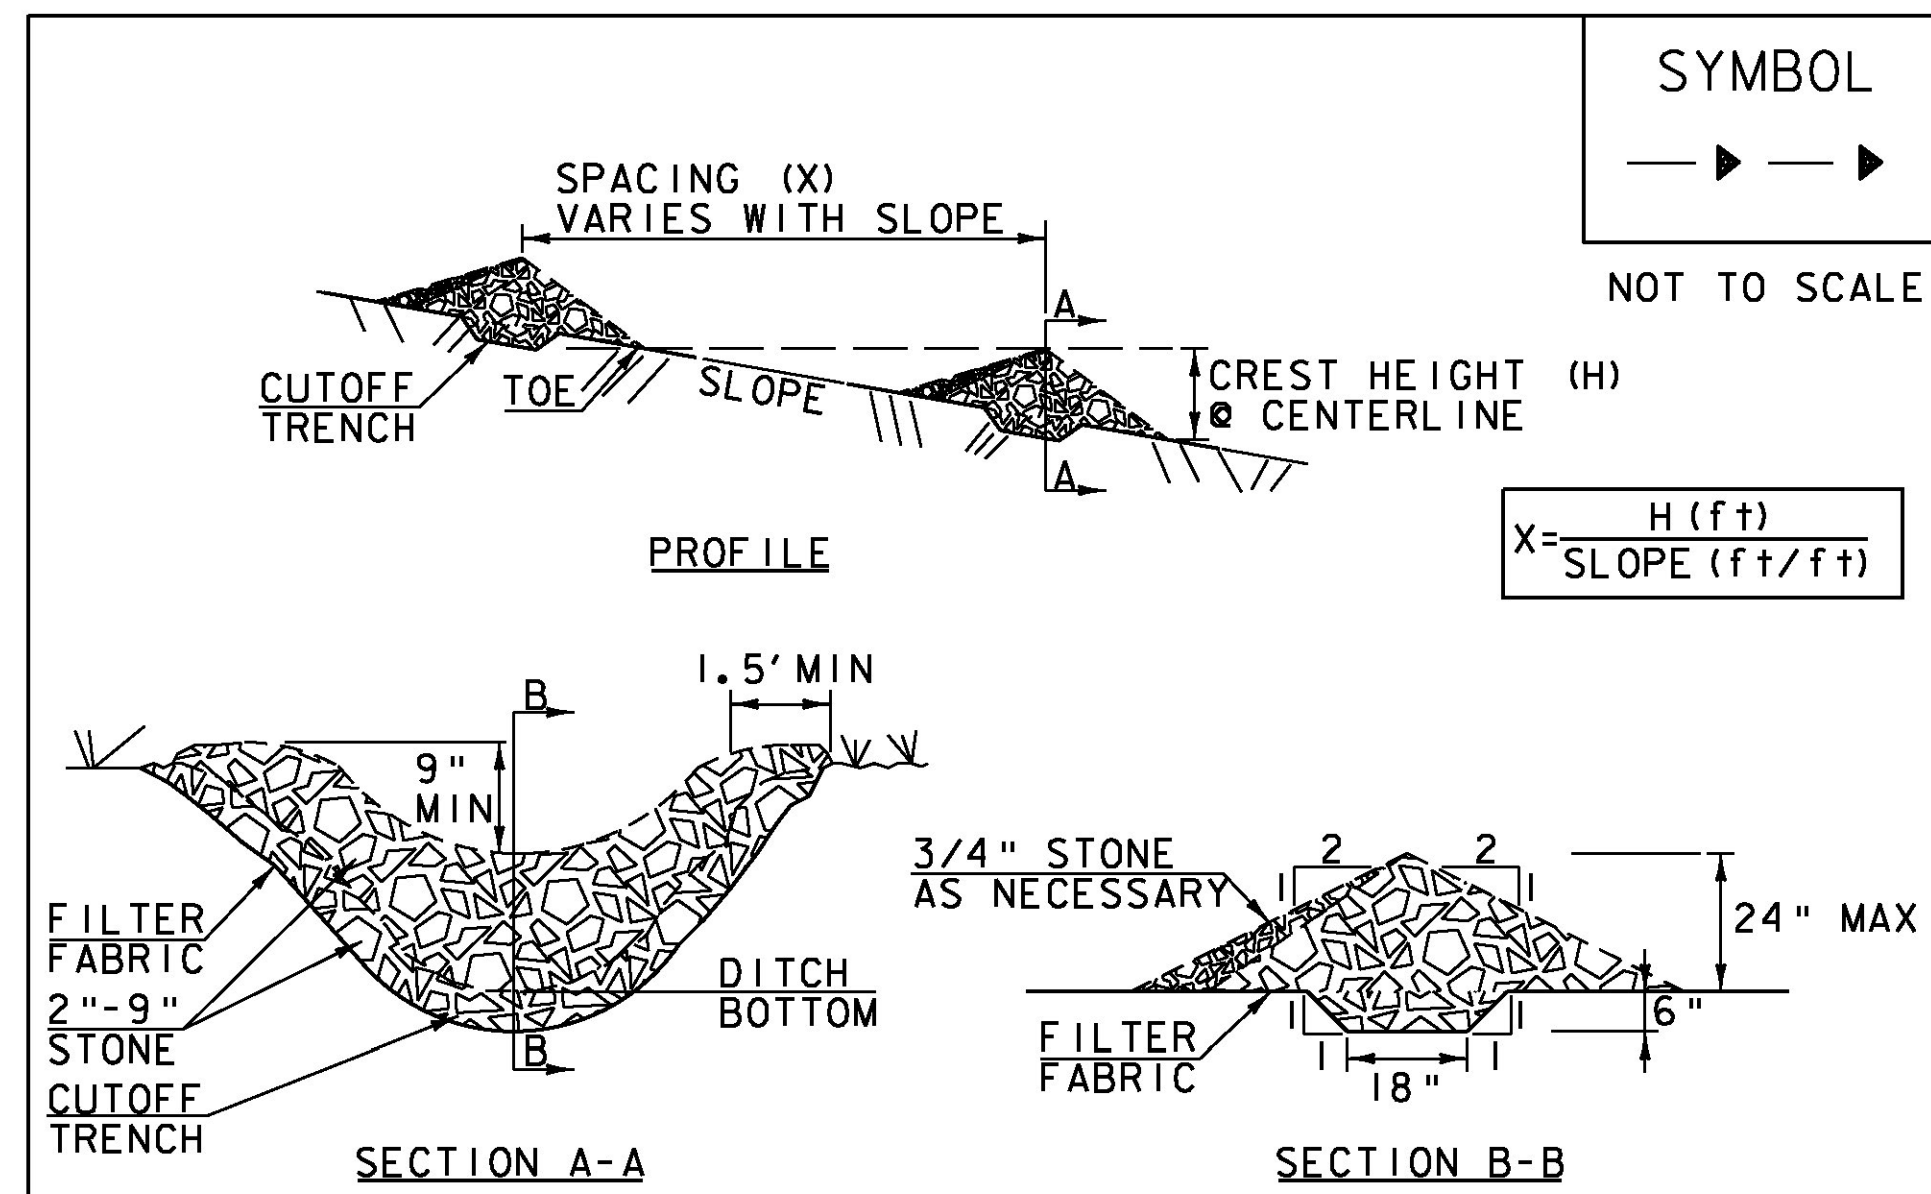 SYMBOL
NOT TO SCALE
SPACING (X)
VARIES WITH SLOPE
A
CUTOFF
TRENCH
TOE
SLOPE
CREST HEIGHT (H)
@ CENTERLINE
A
PROFILE
X= H (ft)
SLOPE (ft/ft)
1.5' MIN
B
9"
MIN
FILTER
FABRIC
2"-9"
STONE
CUTOFF
TRENCH
DITCH
BOTTOM
B
SECTION A-A
3/4" STONE
AS NECESSARY
2
2
1
1
24" MAX
6"
FILTER
FABRIC
1
1
1
1
18"
SECTION B-B